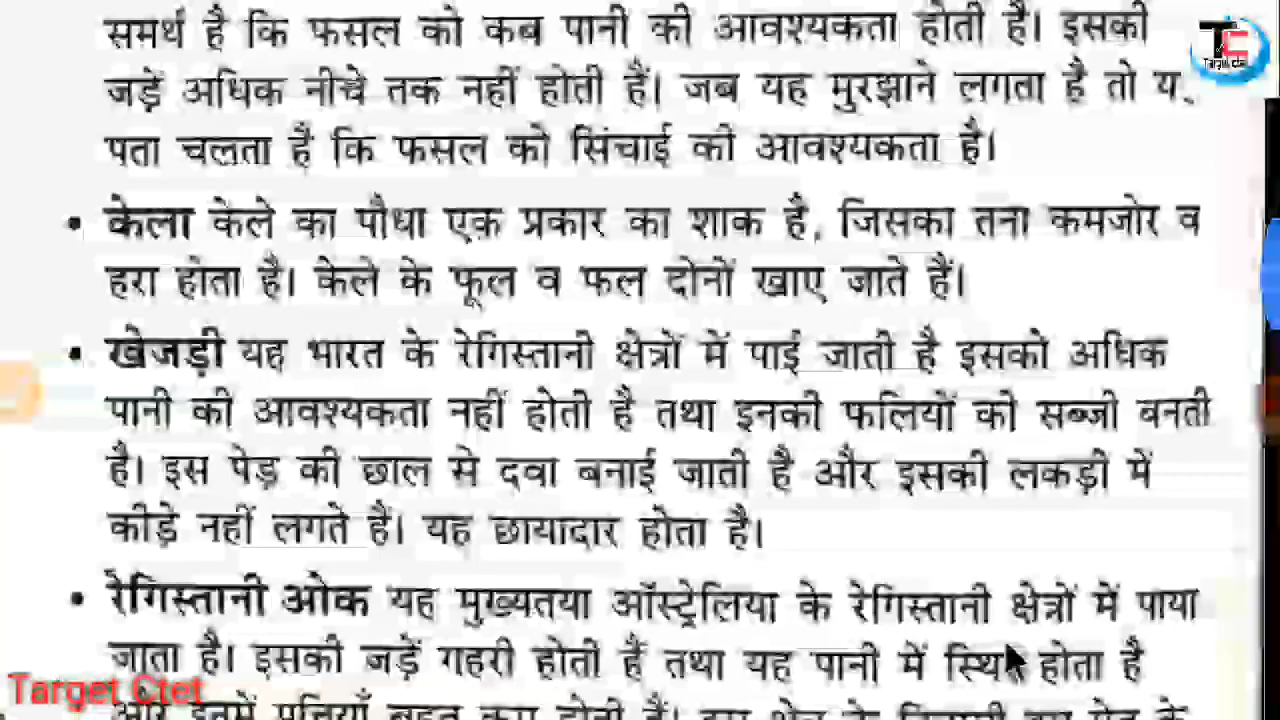 समर्थ है कि फसल को कब पानी की आवश्यकता होती है। इसकी
जड़ें अधिक नीचे तक नहीं होती हैं। जब यह मुरझाने लगता है तो
पता चलता है कि फसल को सिंचाई की आवश्यकता है।
• केला केले का पौधा एक प्रकार का शाक है, जिसका तना कमजोर व
हरा होता है। केले के फूल व फल दोनों खाए जाते हैं।
• खेजड़ी यह भारत के रेगिस्तानी क्षेत्रों में पाई जाती है इसको अधिक
पानी की आवश्यकता नहीं होती है तथा इनकी फलियों की सब्जी बनती
है। इस पेड़ की छाल से दवा बनाई जाती है और इसकी लकड़ी में
कीड़े नहीं लगते हैं। यह छायादार होता है।
• रेगिस्तानी ओक यह मुख्यतया ऑस्ट्रेलिया के रेगिस्तानी क्षेत्रों में पाया
जाता है। इसकी जड़ें गहरी होती हैं तथा यह पानी में होता है
TC
Target ctet
Target Ctet